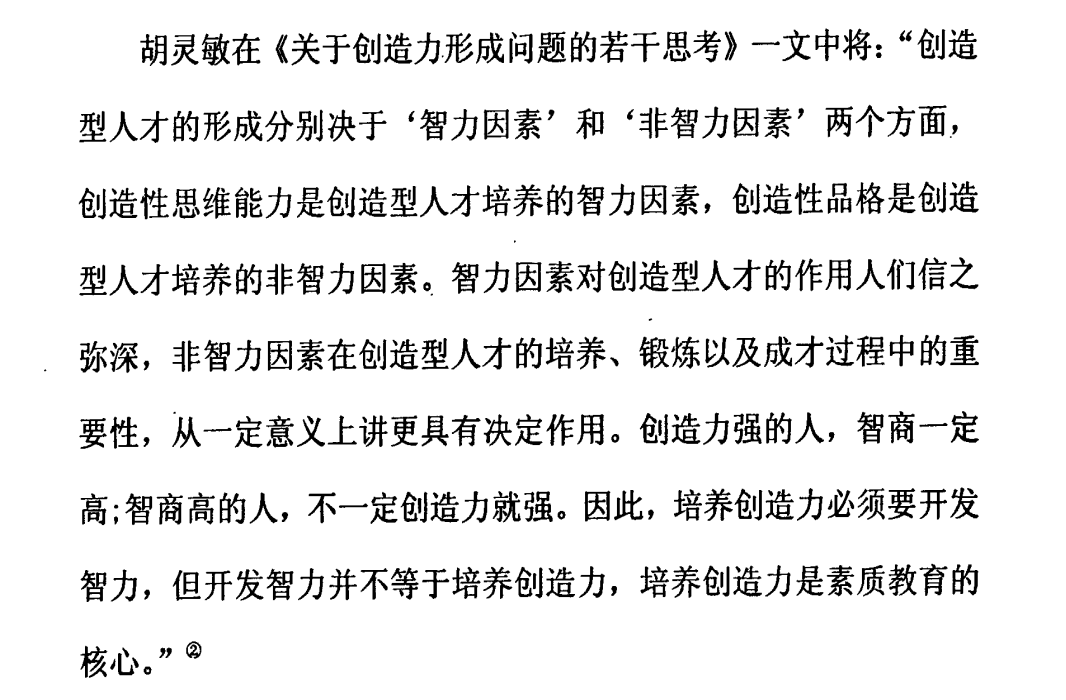 胡灵敏在《关于创造力形成问题的若干思考》一文中将：“创造
型人才的形成分别决于‘智力因素’和‘非智力因素’两个方面，
创造性思维能力是创造型人才培养的智力因素，创造性品格是创造
型人才培养的非智力因素。智力因素对创造型人才的作用人们信之
弥深，非智力因素在创造型人才的培养、锻炼以及成才过程中的重
要性，从一定意义上讲更具有决定作用。创造力强的人，智商一定
高;智商高的人，不一定创造力就强。因此，培养创造力必须要开发
智力，但开发智力并不等于培养创造力，培养创造力是素质教育的
核心。”②